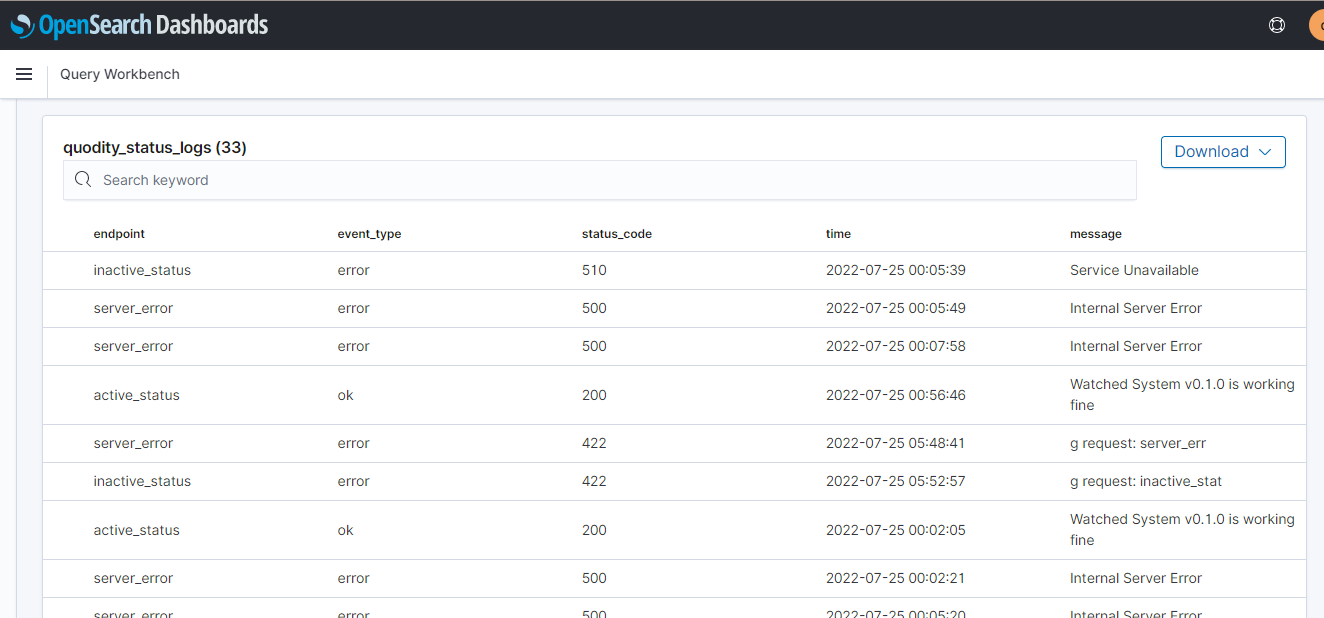 OpenSearch Dashboards
Query Workbench
quodity_status_logs (33)
Download
Search keyword
endpoint event_type status_code time message
inactive_status error 510 2022-07-25 00:05:39 Service Unavailable
server_error error 500 2022-07-25 00:05:49 Internal Server Error
server_error error 500 2022-07-25 00:07:58 Internal Server Error
active_status ok 200 2022-07-25 00:56:46 Watched System v0.1.0 is working
fine
server_error error 422 2022-07-25 05:48:41 g request: server_err
inactive_status error 422 2022-07-25 05:52:57 g request: inactive_stat
active_status ok 200 2022-07-25 00:02:05 Watched System v0.1.0 is working
fine
server_error error 500 2022-07-25 00:02:21 Internal Server Error
server_error error 500 2022-07-25 00:05:20 Internal Server Error